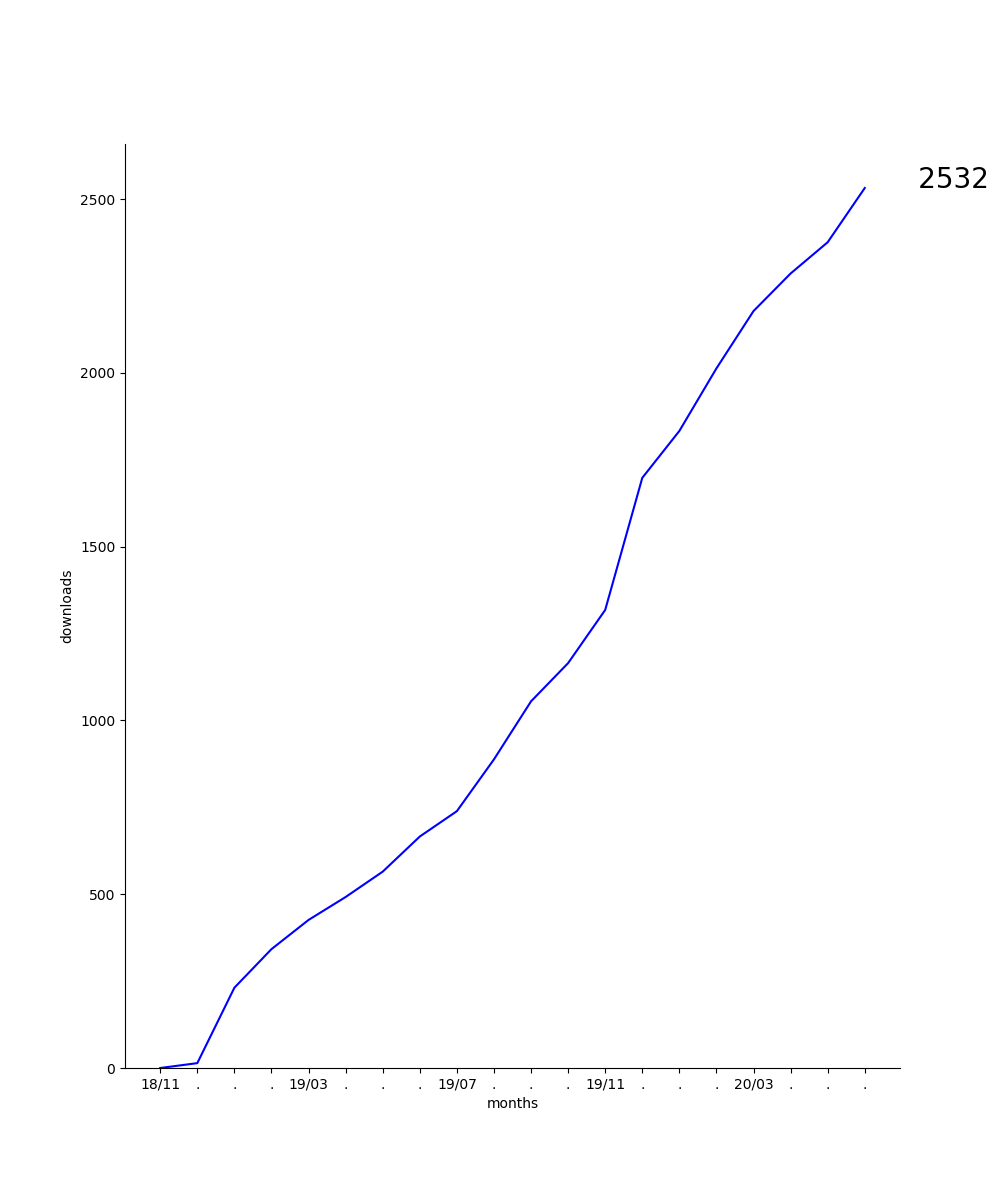 2532
2500
2000
1500
1000
500
0
downloads
18/11 . . . 19/03 . . . 19/07 . . . 19/11 . . . 20/03 . . .
months